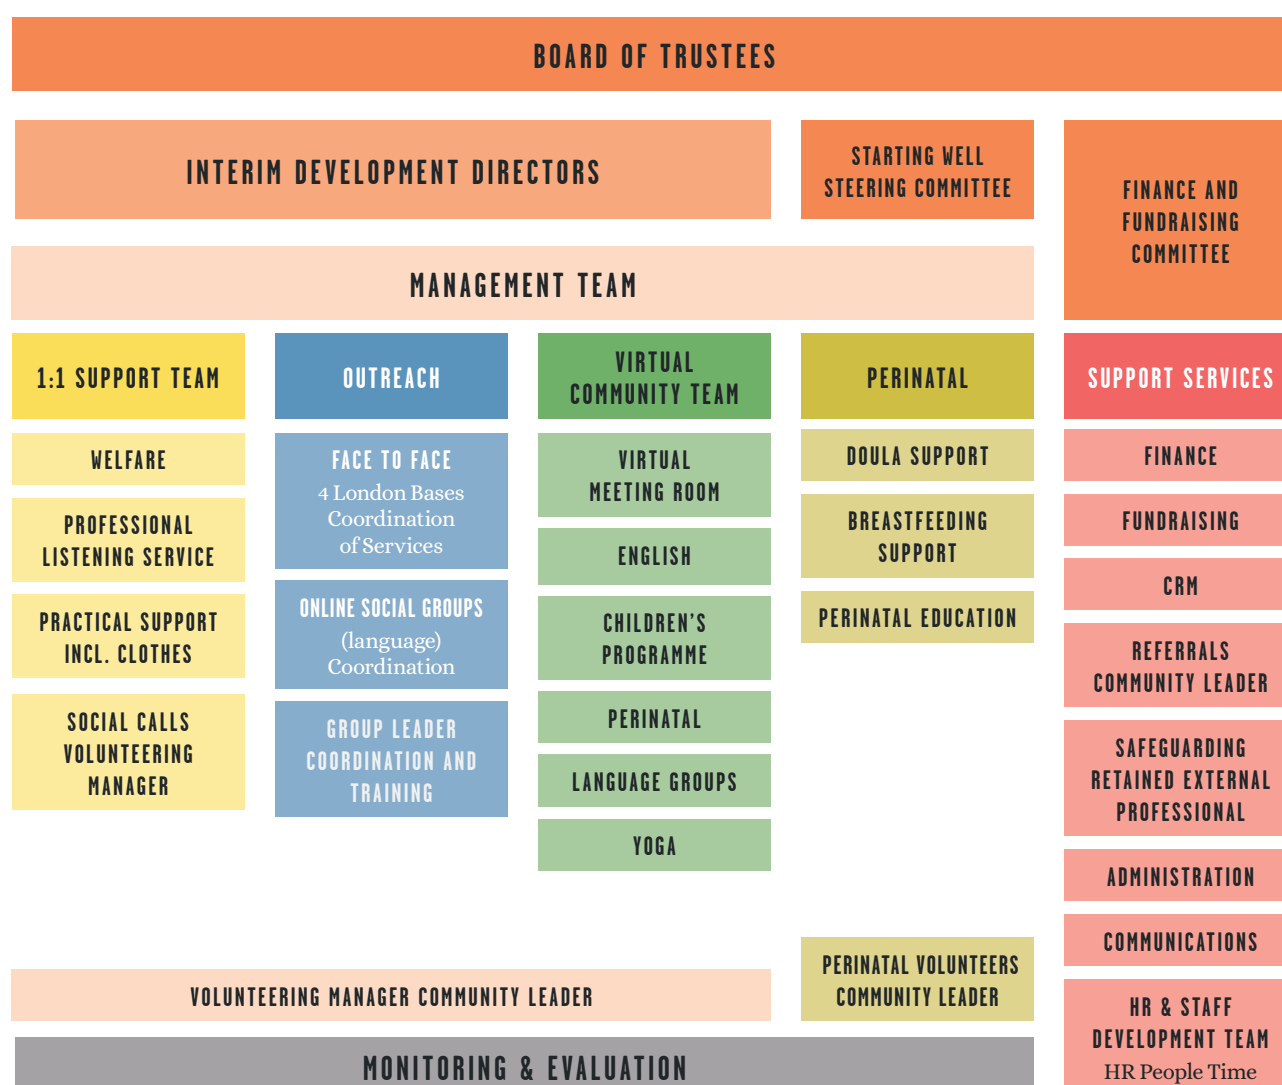 BOARD OF TRUSTEES
INTERIM DEVELOPMENT DIRECTORS
STARTING WELL
STEERING COMMITTEE
FINANCE AND
FUNDRAISING
COMMITTEE
MANAGEMENT TEAM
1:1 SUPPORT TEAM
WELFARE
PROFESSIONAL
LISTENING SERVICE
PRACTICAL SUPPORT
INCL. CLOTHES
SOCIAL CALLS
VOLUNTEERING
MANAGER
OUTREACH
FACE TO FACE
4 London Bases
Coordination
of Services
ONLINE SOCIAL GROUPS
(language)
Coordination
GROUP LEADER
COORDINATION AND
TRAINING
VIRTUAL
COMMUNITY TEAM
VIRTUAL
MEETING ROOM
ENGLISH
CHILDREN’S
PROGRAMME
PERINATAL
LANGUAGE GROUPS
YOGA
PERINATAL
DOULA SUPPORT
BREASTFEEDING
SUPPORT
PERINATAL EDUCATION
PERINATAL VOLUNTEERS
COMMUNITY LEADER
SUPPORT SERVICES
FINANCE
FUNDRAISING
CRM
REFERRALS
COMMUNITY LEADER
SAFEGUARDING
RETAINED EXTERNAL
PROFESSIONAL
ADMINISTRATION
COMMUNICATIONS
HR & STAFF
DEVELOPMENT TEAM
HR People Time
VOLUNTEERING MANAGER COMMUNITY LEADER
MONITORING & EVALUATION